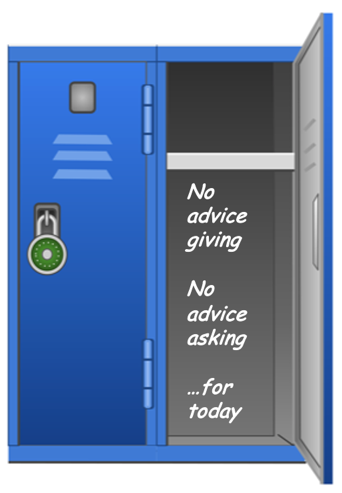 No
advice
giving
No
advice
asking
...for
today